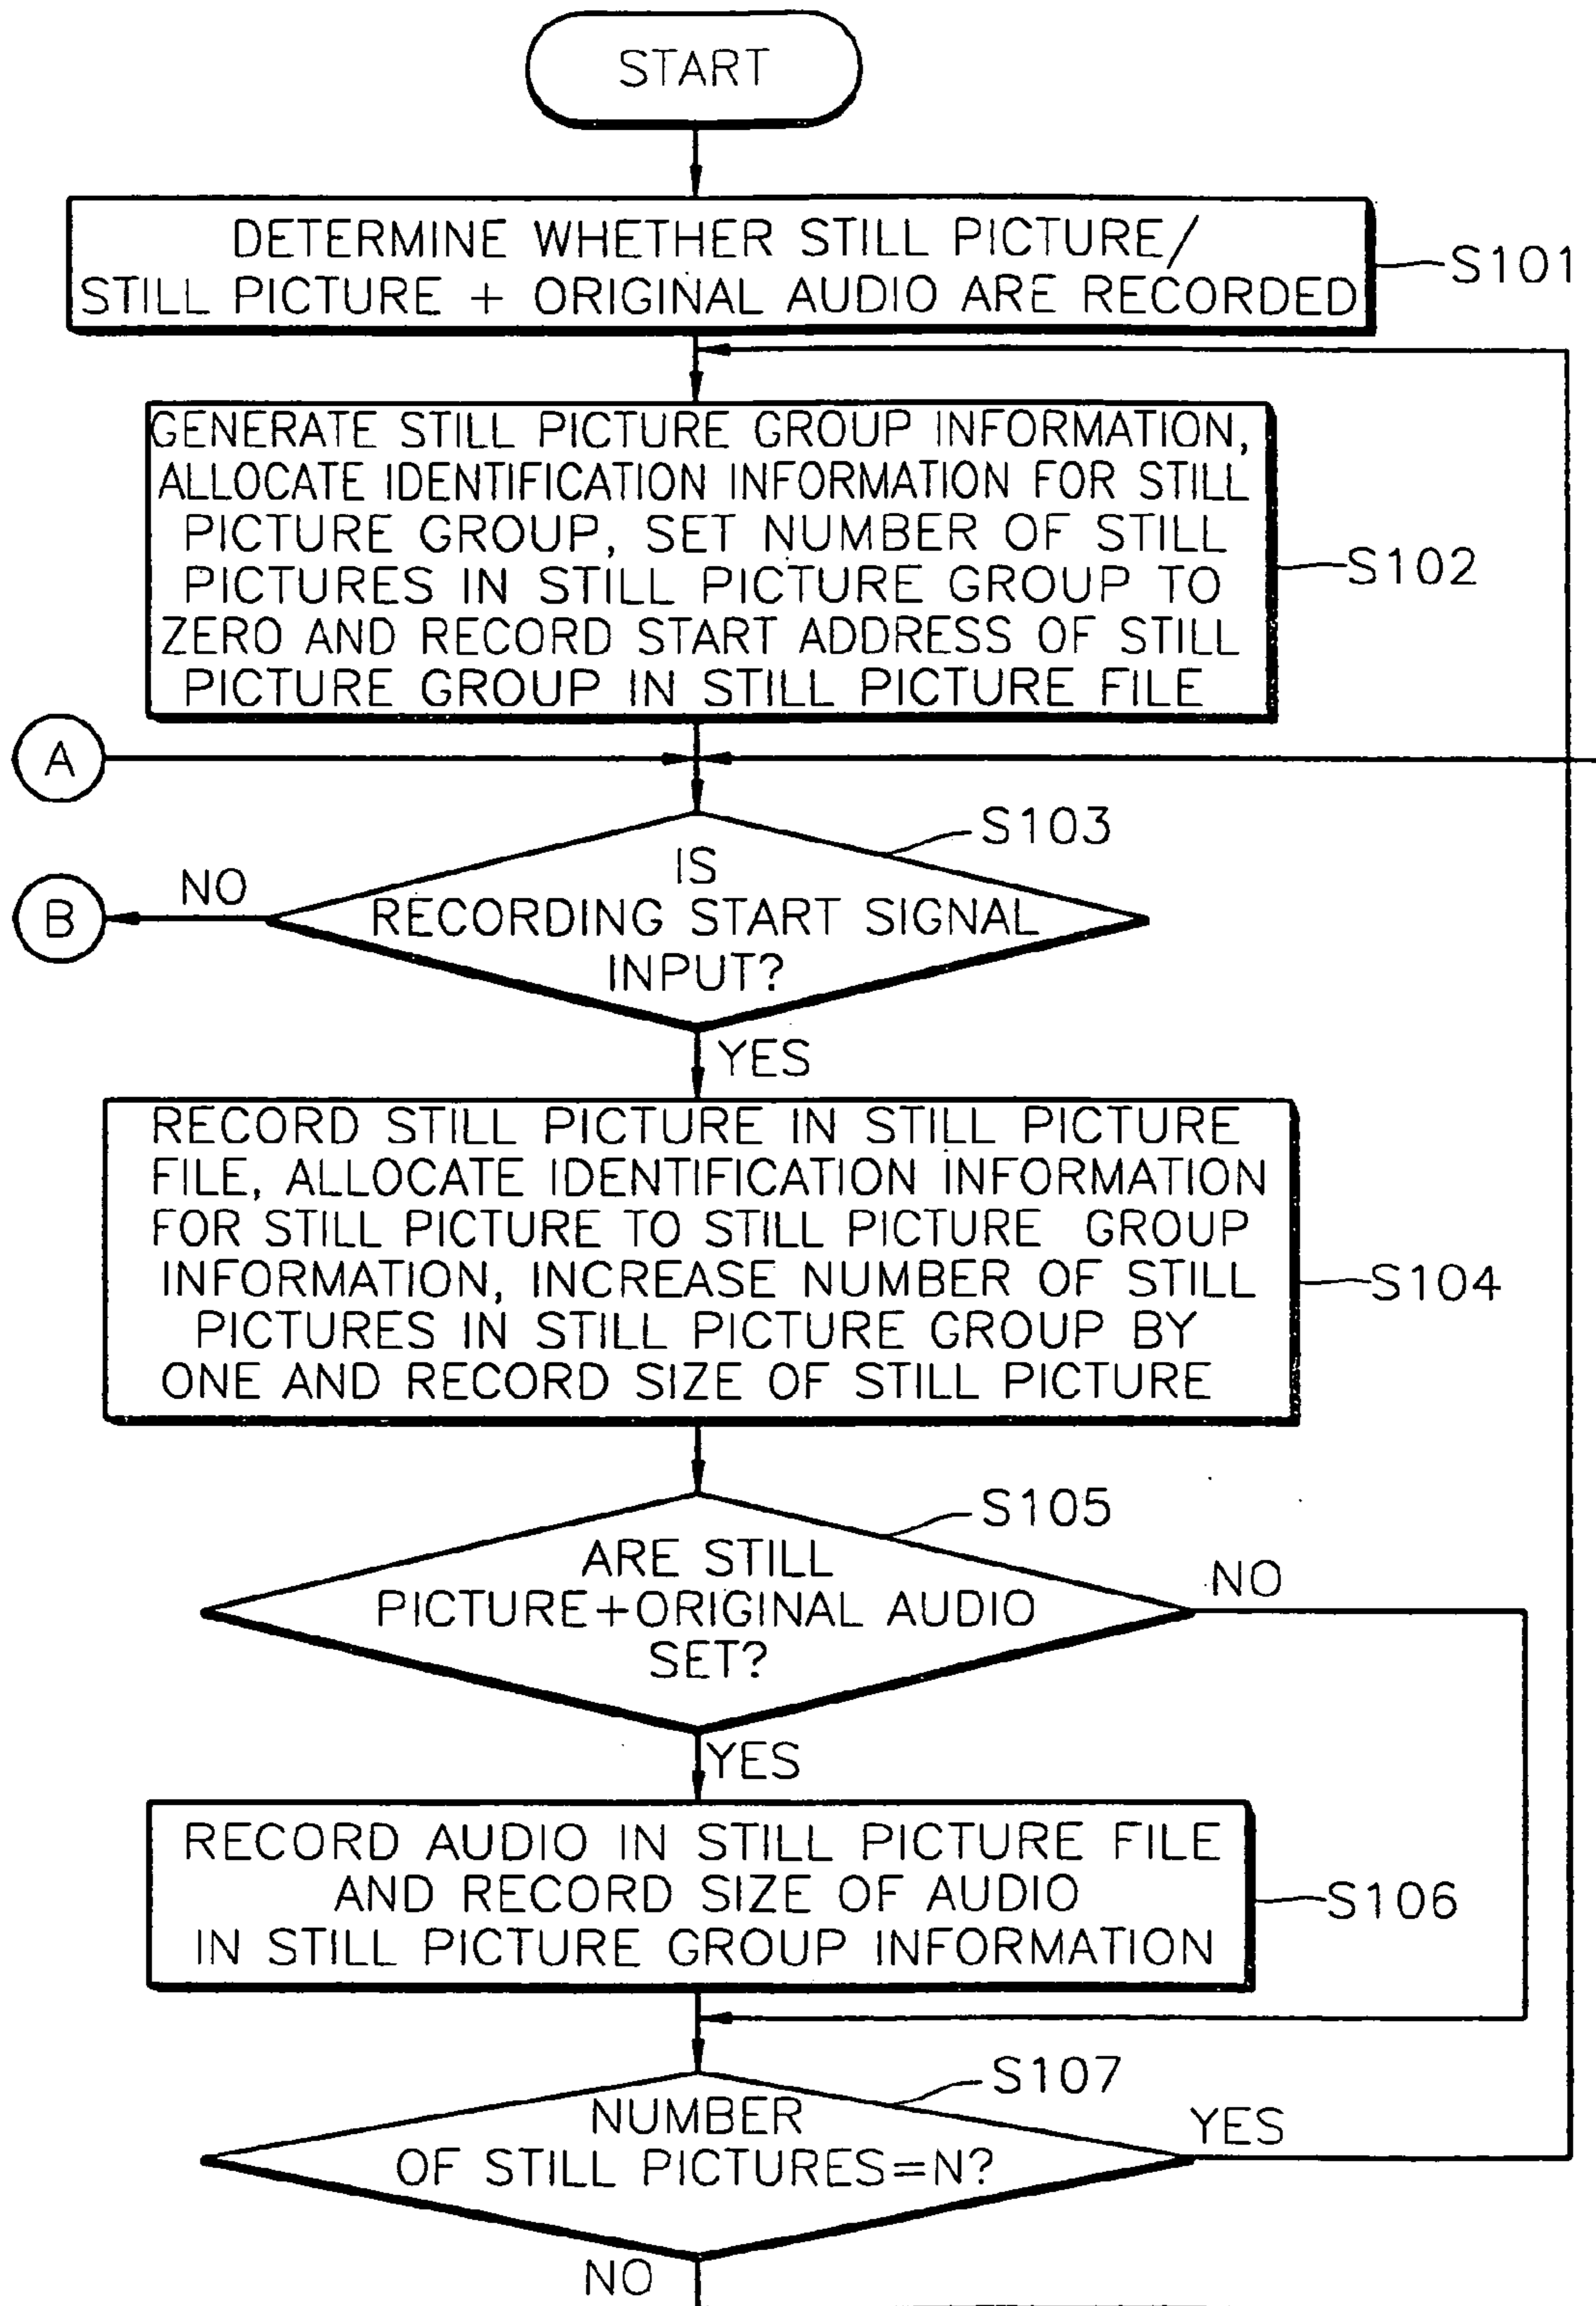 START
DETERMINE WHETHER STILL PICTURE/
STILL PICTURE + ORIGINAL AUDIO ARE RECORDED
S101
GENERATE STILL PICTURE GROUP INFORMATION,
ALLOCATE IDENTIFICATION INFORMATION FOR STILL
PICTURE GROUP, SET NUMBER OF STILL
PICTURES IN STILL PICTURE GROUP TO
ZERO AND RECORD START ADDRESS OF STILL
PICTURE GROUP IN STILL PICTURE FILE
S102
A
S103
IS
RECORDING START SIGNAL
INPUT?
NO
B
YES
RECORD STILL PICTURE IN STILL PICTURE
FILE, ALLOCATE IDENTIFICATION INFORMATION
FOR STILL PICTURE TO STILL PICTURE GROUP
INFORMATION, INCREASE NUMBER OF STILL
PICTURES IN STILL PICTURE GROUP BY
ONE AND RECORD SIZE OF STILL PICTURE
S104
S105
ARE STILL
PICTURE+ORIGINAL AUDIO
SET?
NO
YES
RECORD AUDIO IN STILL PICTURE FILE
AND RECORD SIZE OF AUDIO
IN STILL PICTURE GROUP INFORMATION
S106
S107
NUMBER
OF STILL PICTURES=N?
YES
NO